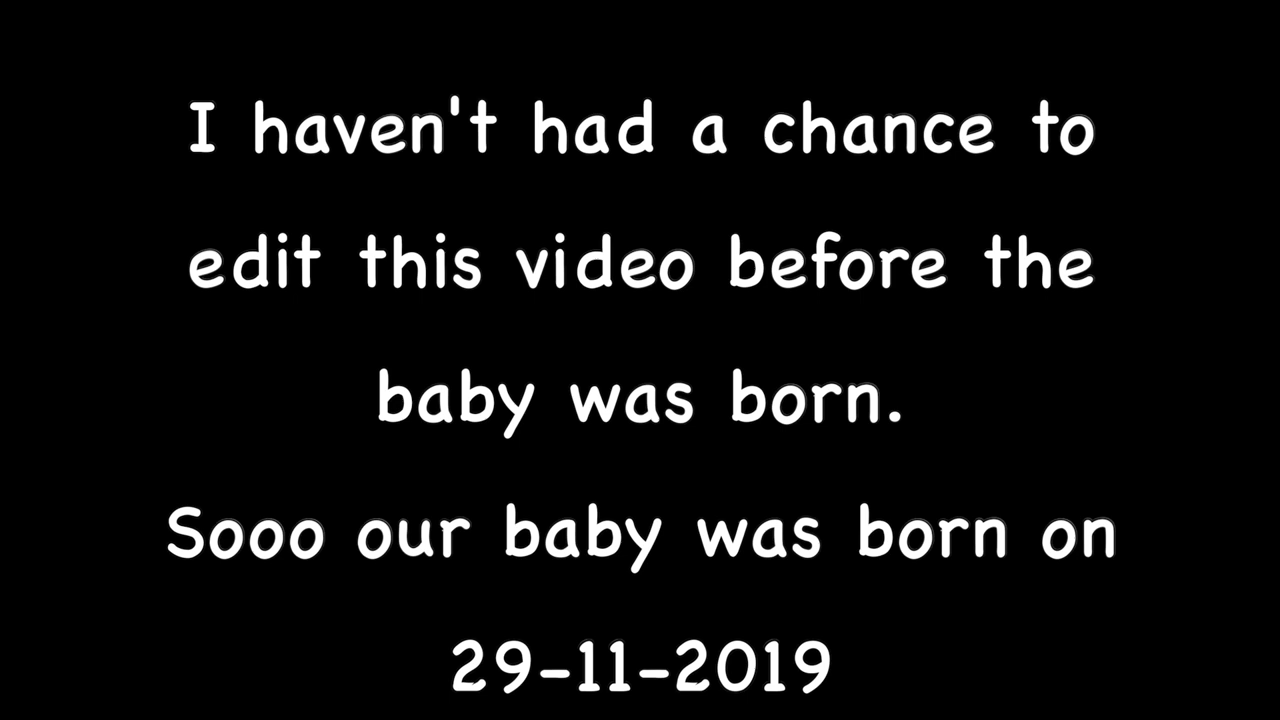 I haven't had a chance to
edit this video before the
baby was born.
Sooo our baby was born on
29-11-2019